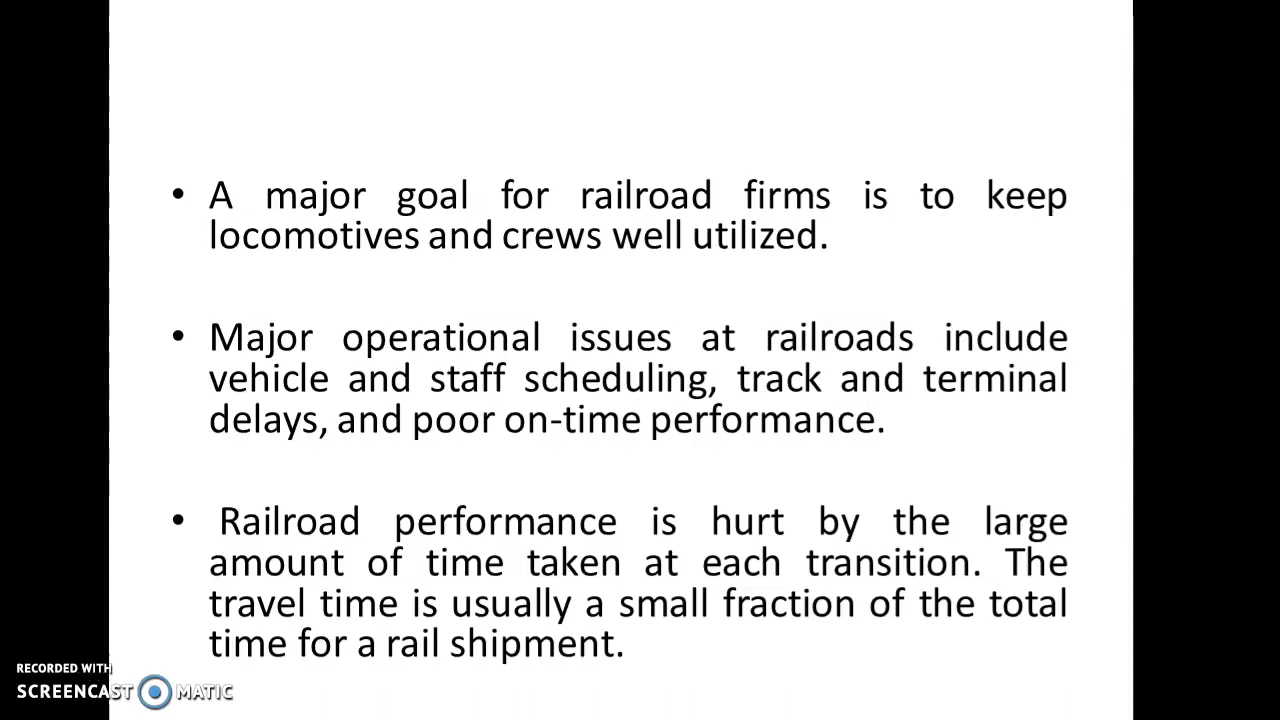 • A major goal for railroad firms is to keep
locomotives and crews well utilized.
• Major operational issues at railroads include
vehicle and staff scheduling, track and terminal
delays, and poor on-time performance.
• Railroad performance is hurt by the large
amount of time taken at each transition. The
travel time is usually a small fraction of the total
time for a rail shipment.
RECORDED WITH
SCREENCAST MATIC